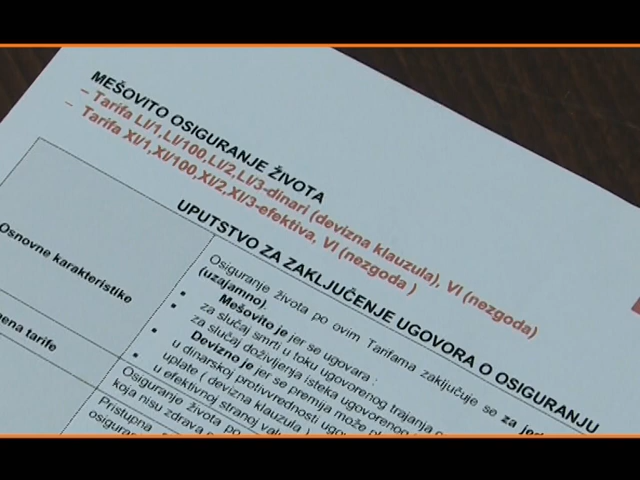 MEŠOVITO OSIGURANJE ŽIVOTA
– Tarifa LI/1,LI/100,LI/2,LI/3-dinari (devizna klauzula), VI (nezgoda)
– Tarifa XI/1,XI/100,XI/2,XI/3-efektiva, VI (nezgoda )
UPUTSTVO ZA ZAKLJUČENJE UGOVORA O OSIGURANJU
Osnovne karakteristike
Osiguranje života po ovim Tarifama zaključuje se za
(uzajamno).
▪ Mešovito je jer se ugovara :
za slučaj smrti u toku ugovorenog trajanja
za slučaj doživljenja isteka ugovorenog
▪ Devizno je jer se premija može
u dinarskoj protivvrednosti
uplate ( devizna klauzula )
▪ u efektivnoj stranoj
tarife
Osiguranje života po
koja nisu zdrava
Pristupna